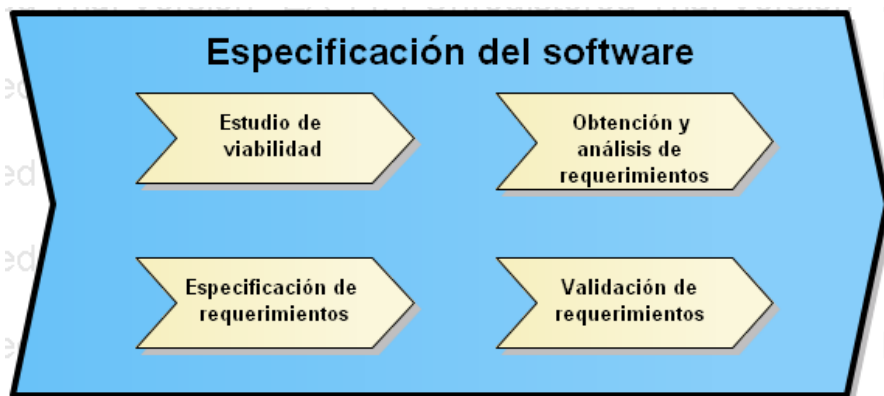 Especificación del software
Estudio de
viabilidad
Obtención y
análisis de
requerimientos
Especificación de
requerimientos
Validación de
requerimientos